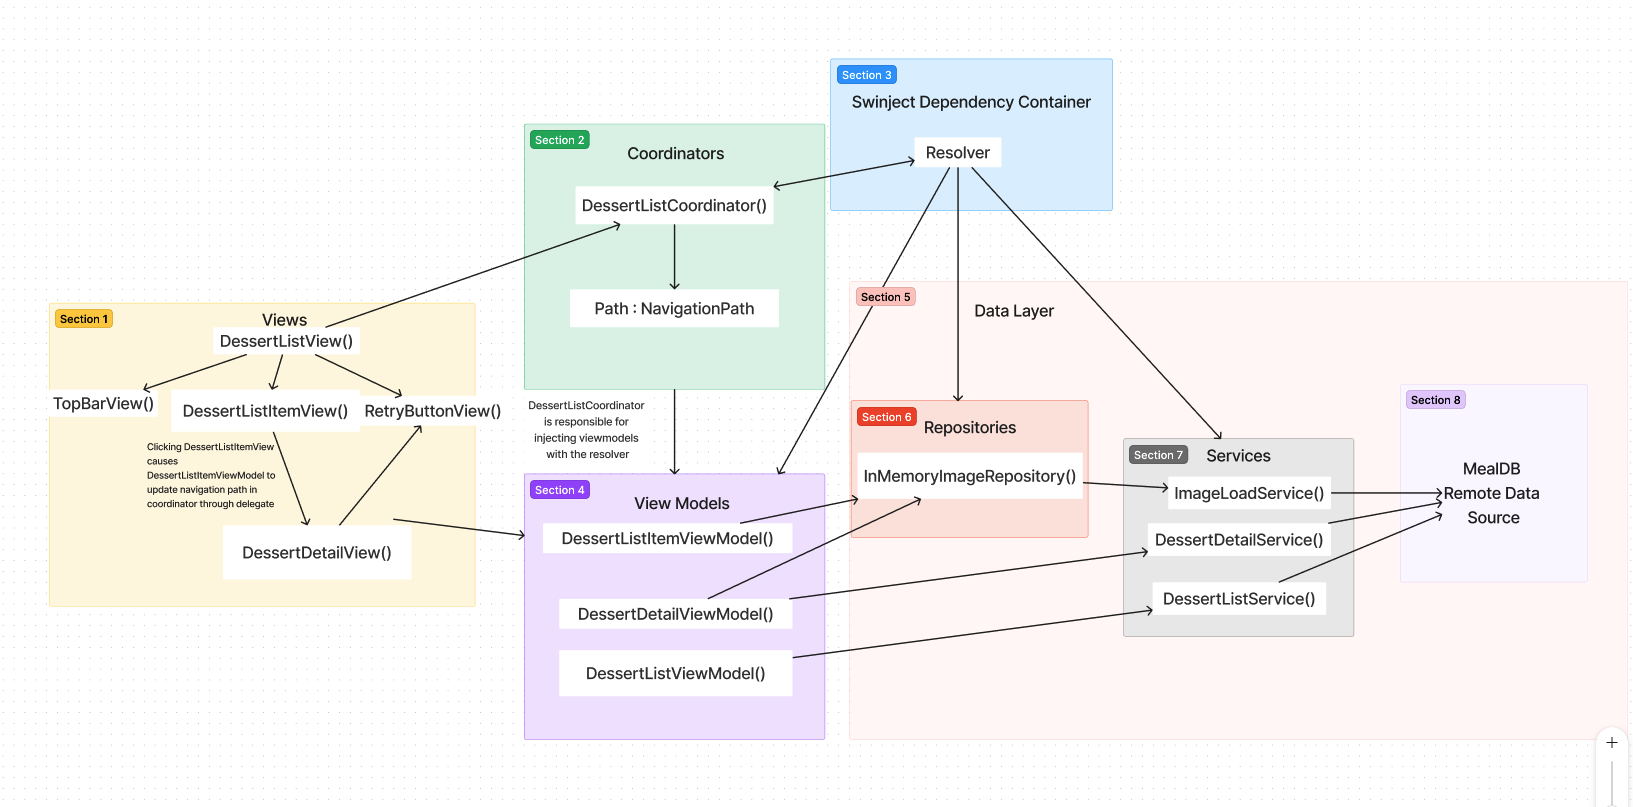 Section 3
Swinject Dependency Container
Resolver
Section 2
Coordinators
DessertListCoordinator()
Path : NavigationPath
Section 1
Views
DessertListView()
TopBarView()
DessertListItemView()
RetryButtonView()
Clicking DessertListItemView
causes
DessertListItemViewModel to
update navigation path in
coordinator through delegate
DessertDetailView()
DessertListCoordinator
is responsible for
injecting viewmodels
with the resolver
Section 4
View Models
DessertListItemViewModel()
DessertDetailViewModel()
DessertListViewModel()
Section 5
Data Layer
Section 6
Repositories
InMemoryImageRepository()
Section 7
Services
ImageLoadService()
DessertDetailService()
DessertListService()
Section 8
MealDB
Remote Data
Source
+